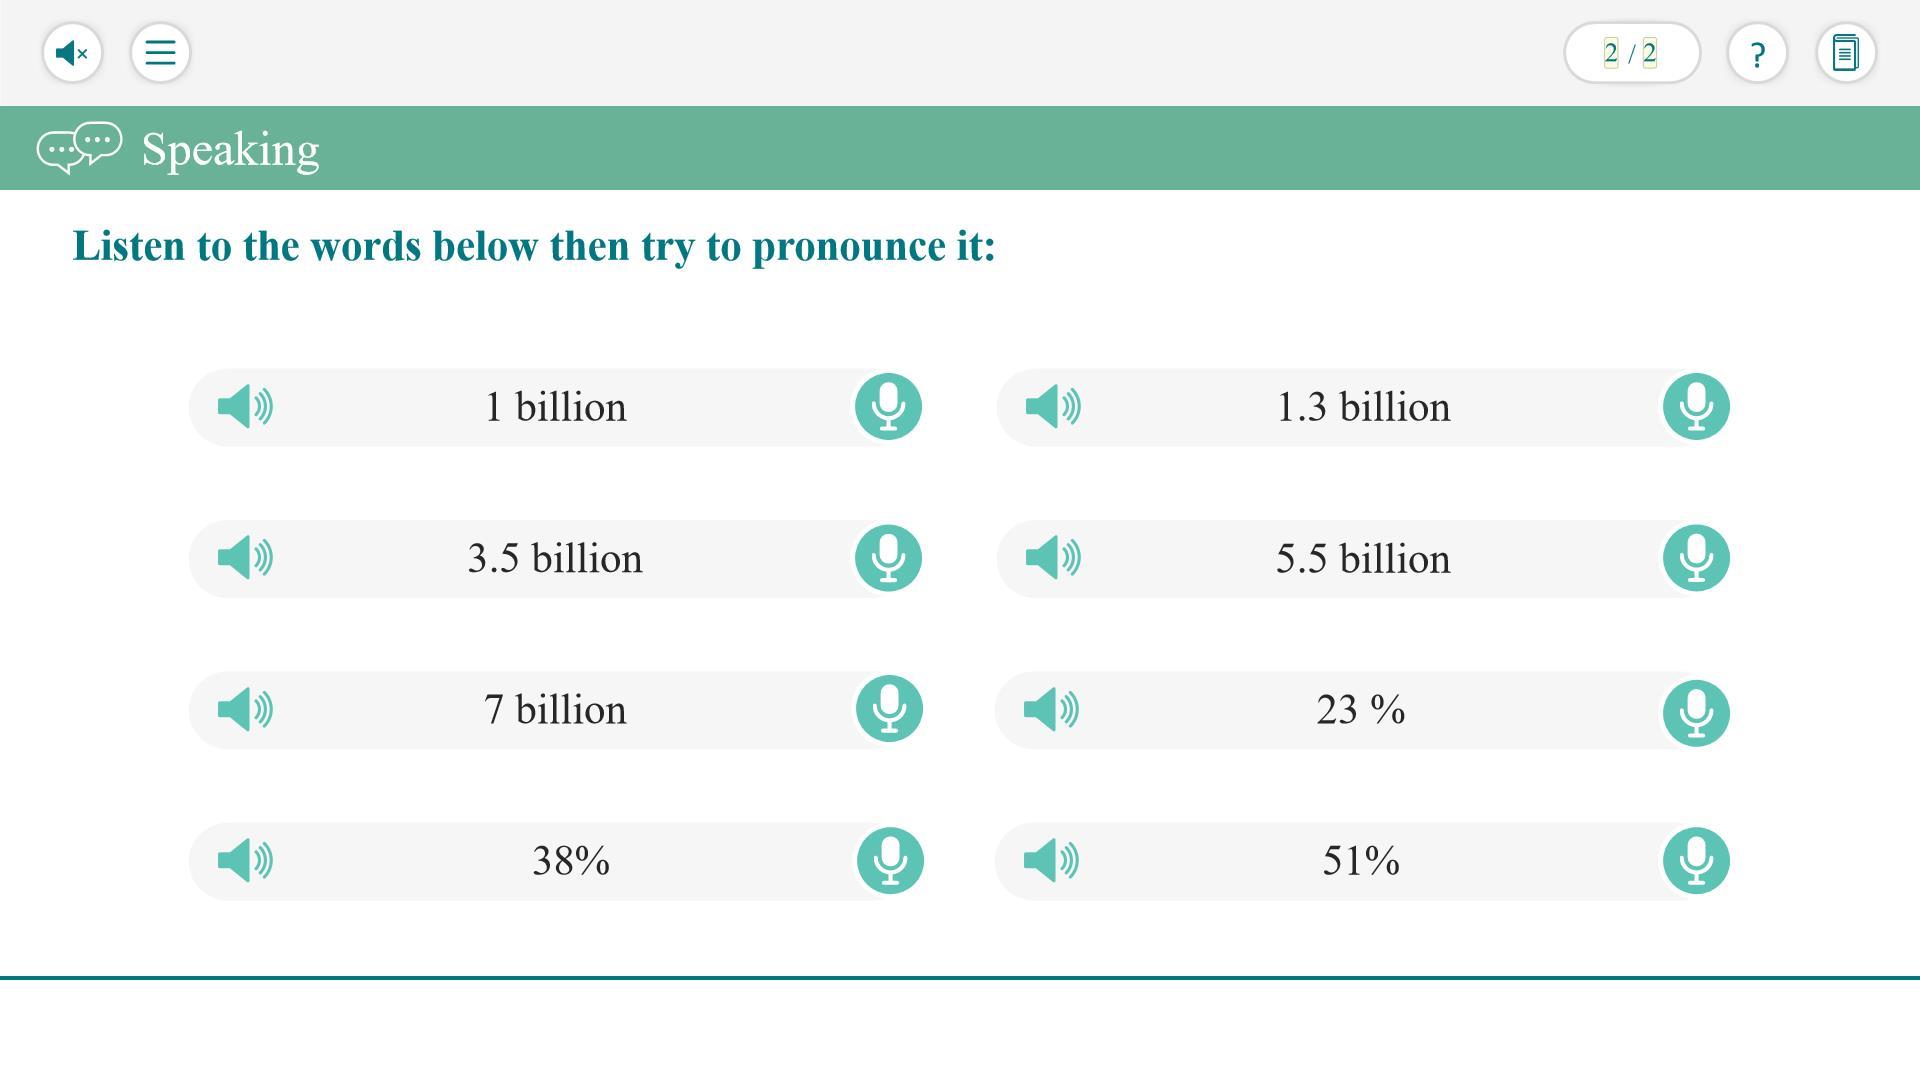 2 / 2
?
Speaking
Listen to the words below then try to pronounce it:
1 billion
1.3 billion
3.5 billion
5.5 billion
7 billion
23 %
38%
51%